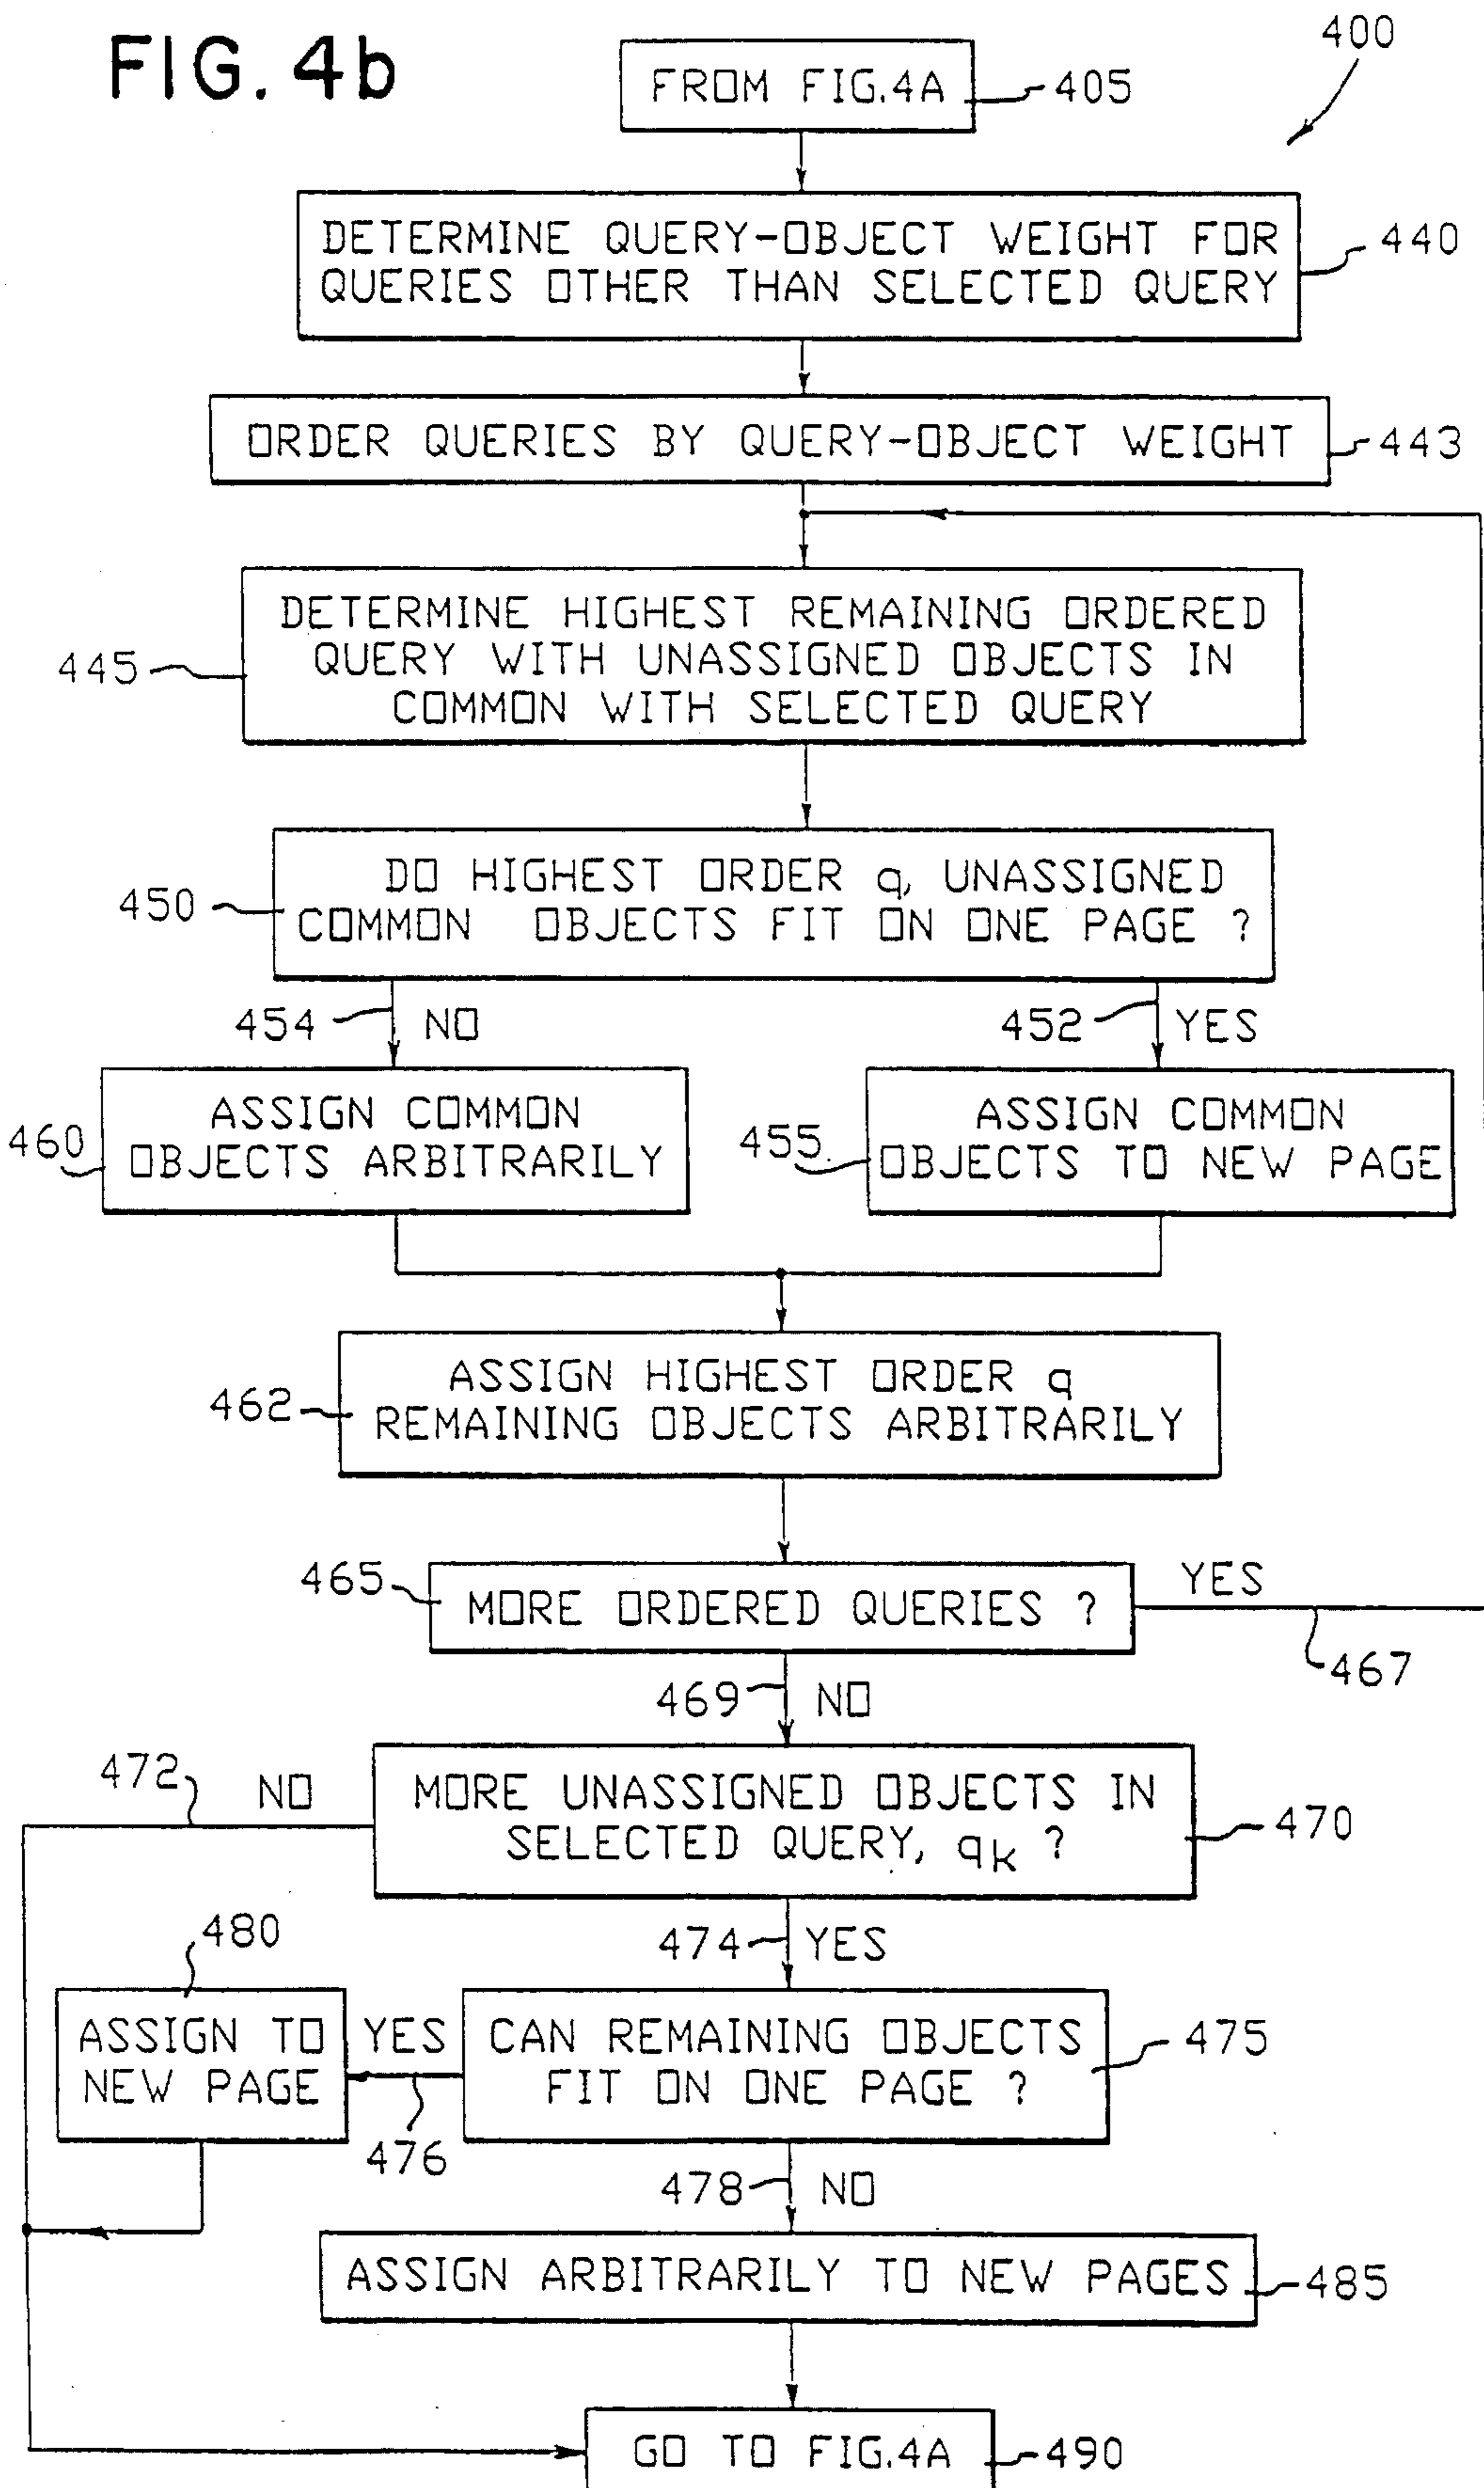 FIG. 4b
400
FROM FIG.4A
405
DETERMINE QUERY-OBJECT WEIGHT FOR
QUERIES OTHER THAN SELECTED QUERY
440
ORDER QUERIES BY QUERY-OBJECT WEIGHT
443
DETERMINE HIGHEST REMAINING ORDERED
QUERY WITH UNASSIGNED OBJECTS IN
COMMON WITH SELECTED QUERY
445
DO HIGHEST ORDER q, UNASSIGNED
COMMON OBJECTS FIT ON ONE PAGE ?
450
454
NO
452
YES
ASSIGN COMMON
OBJECTS ARBITRARILY
460
ASSIGN COMMON
OBJECTS TO NEW PAGE
455
ASSIGN HIGHEST ORDER q
REMAINING OBJECTS ARBITRARILY
462
465
MORE ORDERED QUERIES ?
YES
467
469
NO
472
NO
MORE UNASSIGNED OBJECTS IN
SELECTED QUERY, qk ?
470
474
YES
480
ASSIGN TO
NEW PAGE
YES
476
CAN REMAINING OBJECTS
FIT ON ONE PAGE ?
475
478
NO
ASSIGN ARBITRARILY TO NEW PAGES
485
GO TO FIG.4A
490